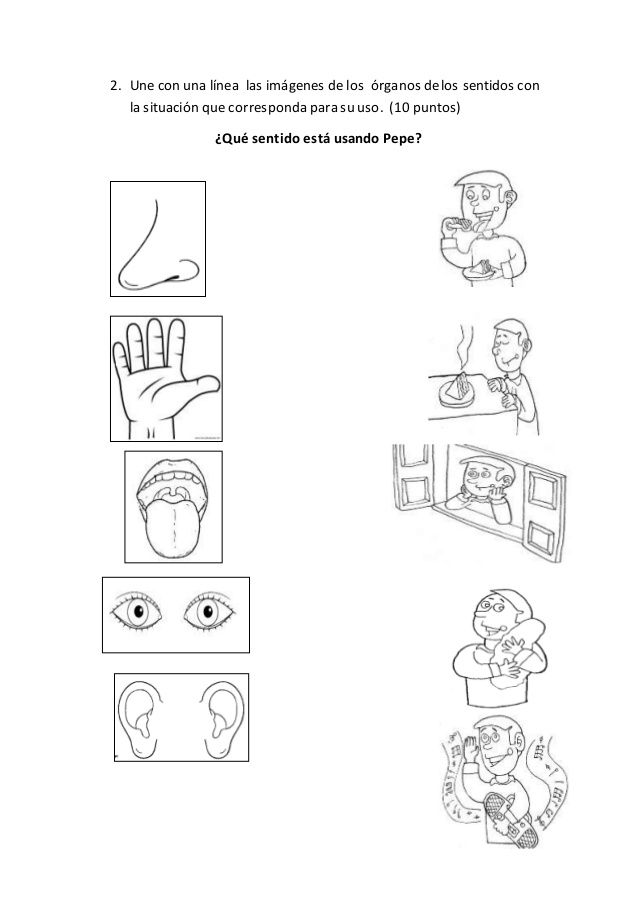 2. Une con una línea las imágenes de los órganos de los sentidos con
la situación que corresponda para su uso. (10 puntos)
¿Qué sentido está usando Pepe?